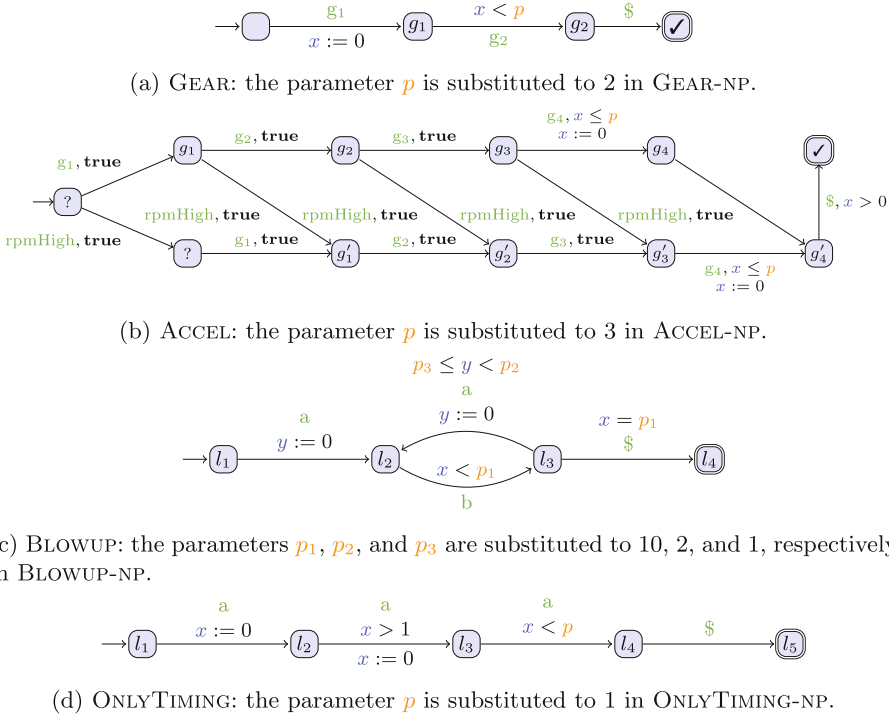 g₁ x < p $
x := 0 g₁ g₂ g₂ ✓
(a) GEAR: the parameter p is substituted to 2 in GEAR-NP.
g₄, x ≤ p
g₂, true g₃, true x := 0
g₁, true g₁ g₂ g₃ g₄ ✓
? $, x > 0
rpmHigh, true rpmHigh, true rpmHigh, true rpmHigh, true
rpmHigh, true g₁, true g₂, true g₃, true
? g′₁ g′₂ g′₃ g′₄
g₄, x ≤ p
x := 0
(b) ACCEL: the parameter p is substituted to 3 in ACCEL-NP.
p₃ ≤ y < p₂
a
a y := 0 x = p₁
y := 0 $
l₁ l₂ x < p₁ l₃ l₄
b
c) BLOWUP: the parameters p₁, p₂, and p₃ are substituted to 10, 2, and 1, respectively
n BLOWUP-NP.
a a a
x := 0 x > 1 x < p $
l₁ l₂ l₃ l₄ l₅
x := 0
(d) ONLYTIMING: the parameter p is substituted to 1 in ONLYTIMING-NP.